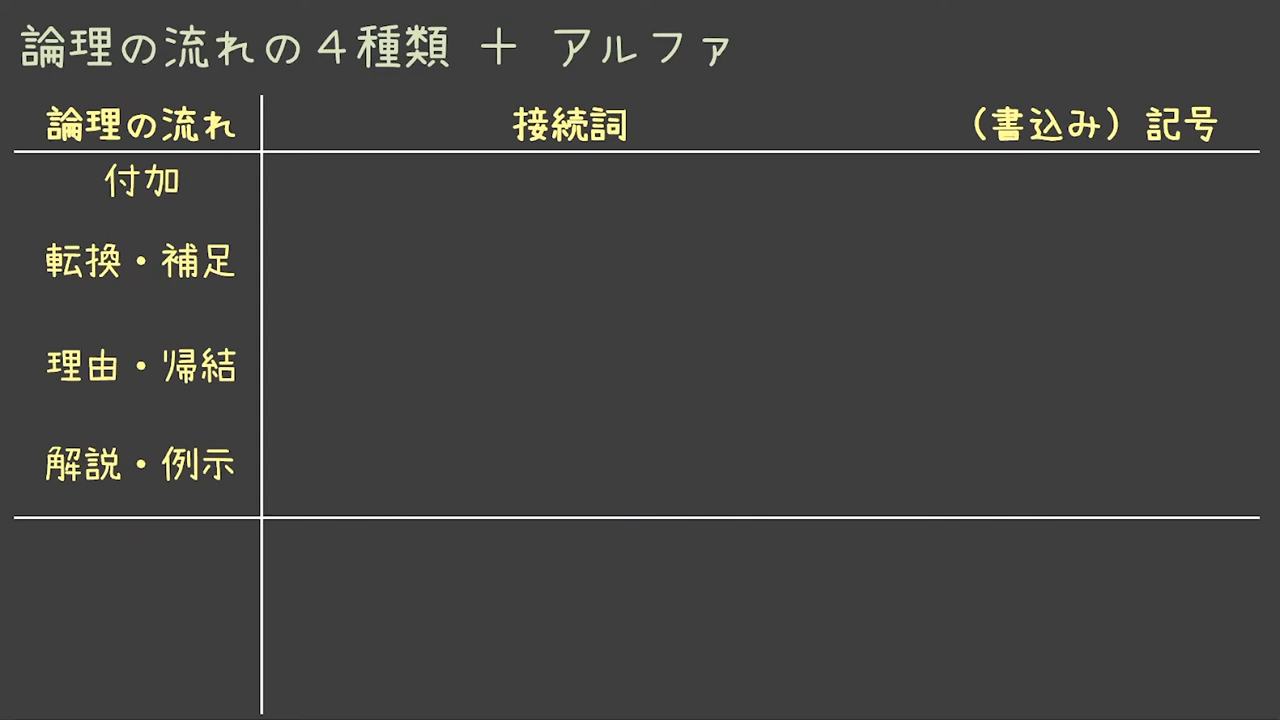 論理の流れの４種類 ＋ アルファ
論理の流れ 接続詞 （書込み）記号
付加
転換・補足
理由・帰結
解説・例示